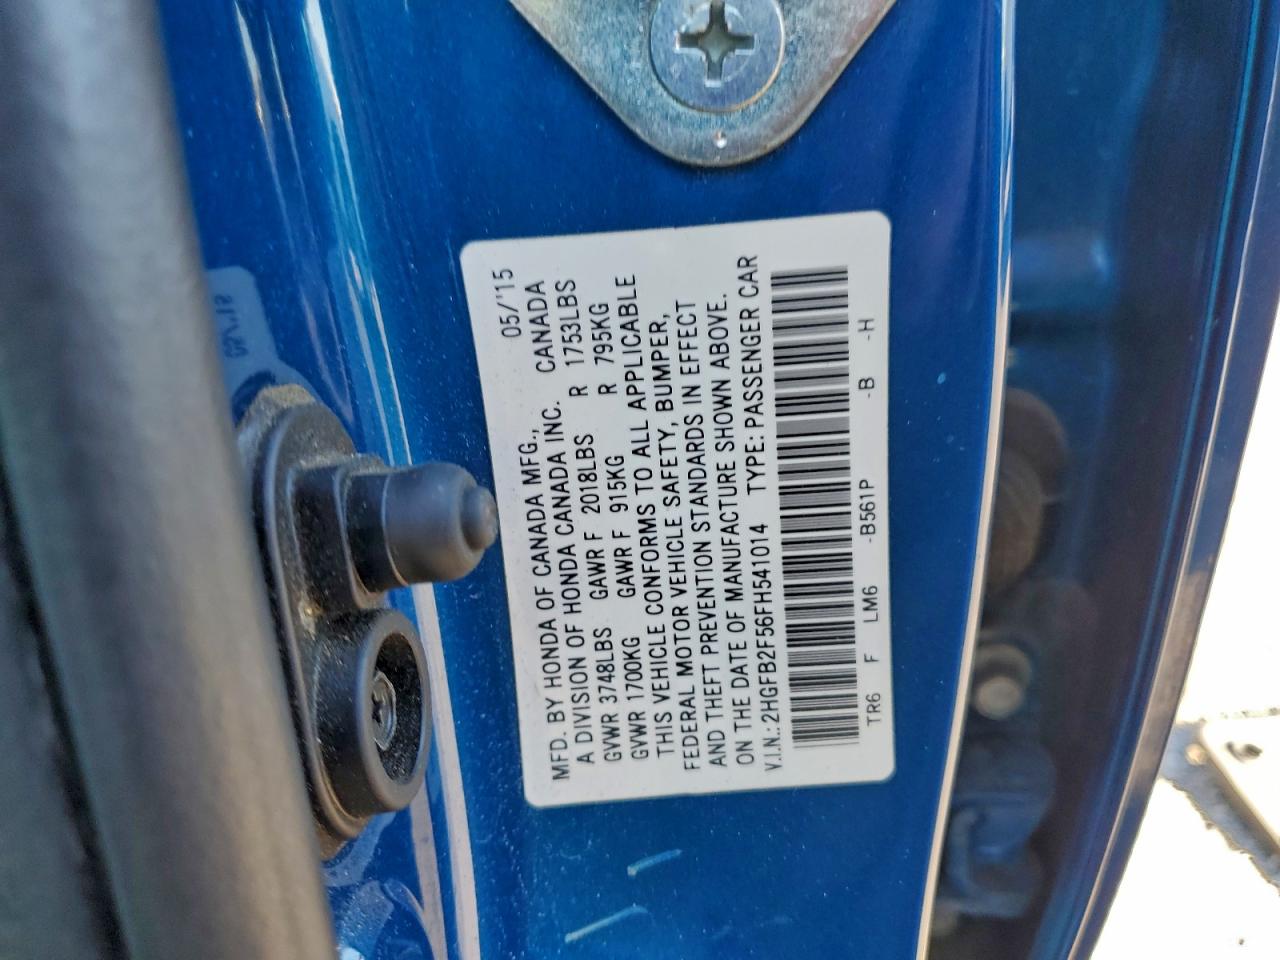 05/'15
MFD. BY HONDA OF CANADA MFG., CANADA
A DIVISION OF HONDA CANADA INC.
GVWR 3748LBS GAWR F 2018LBS R 1753LBS
GVWR 1700KG GAWR F 915KG R 795KG
THIS VEHICLE CONFORMS TO ALL APPLICABLE
FEDERAL MOTOR VEHICLE SAFETY, BUMPER,
AND THEFT PREVENTION STANDARDS IN EFFECT
ON THE DATE OF MANUFACTURE SHOWN ABOVE.
V.I.N.: 2HGFB2F56FH541014 TYPE: PASSENGER CAR
TR6 F LM6 -B561P -B -H